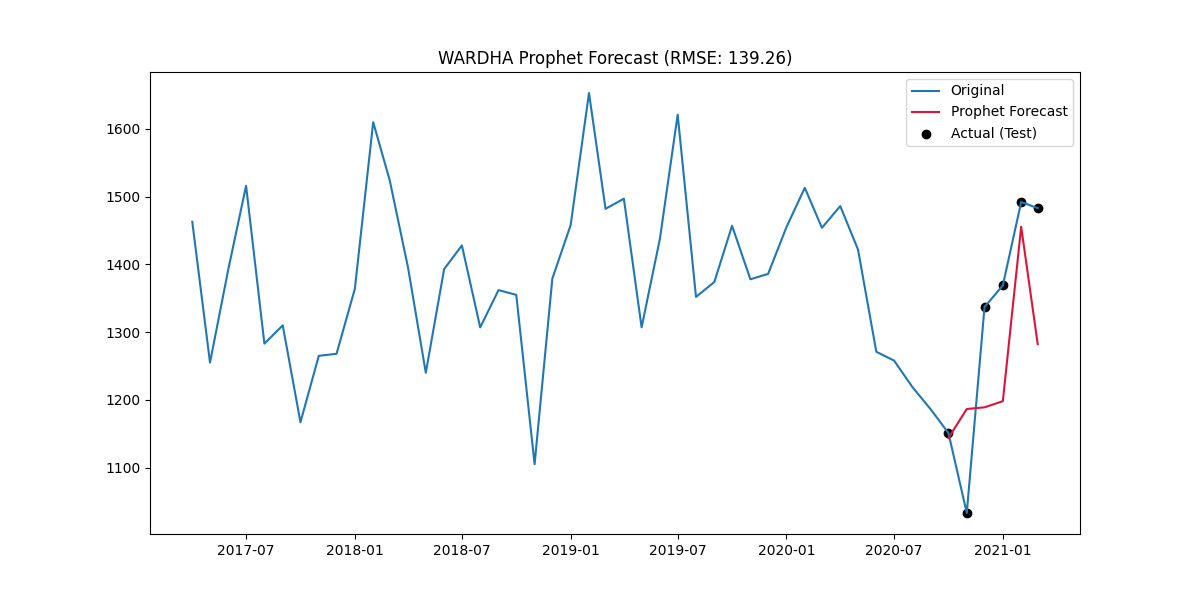 WARDHA Prophet Forecast (RMSE: 139.26)
Original
Prophet Forecast
Actual (Test)
1600
1500
1400
1300
1200
1100
2017-07 2018-01 2018-07 2019-01 2019-07 2020-01 2020-07 2021-01